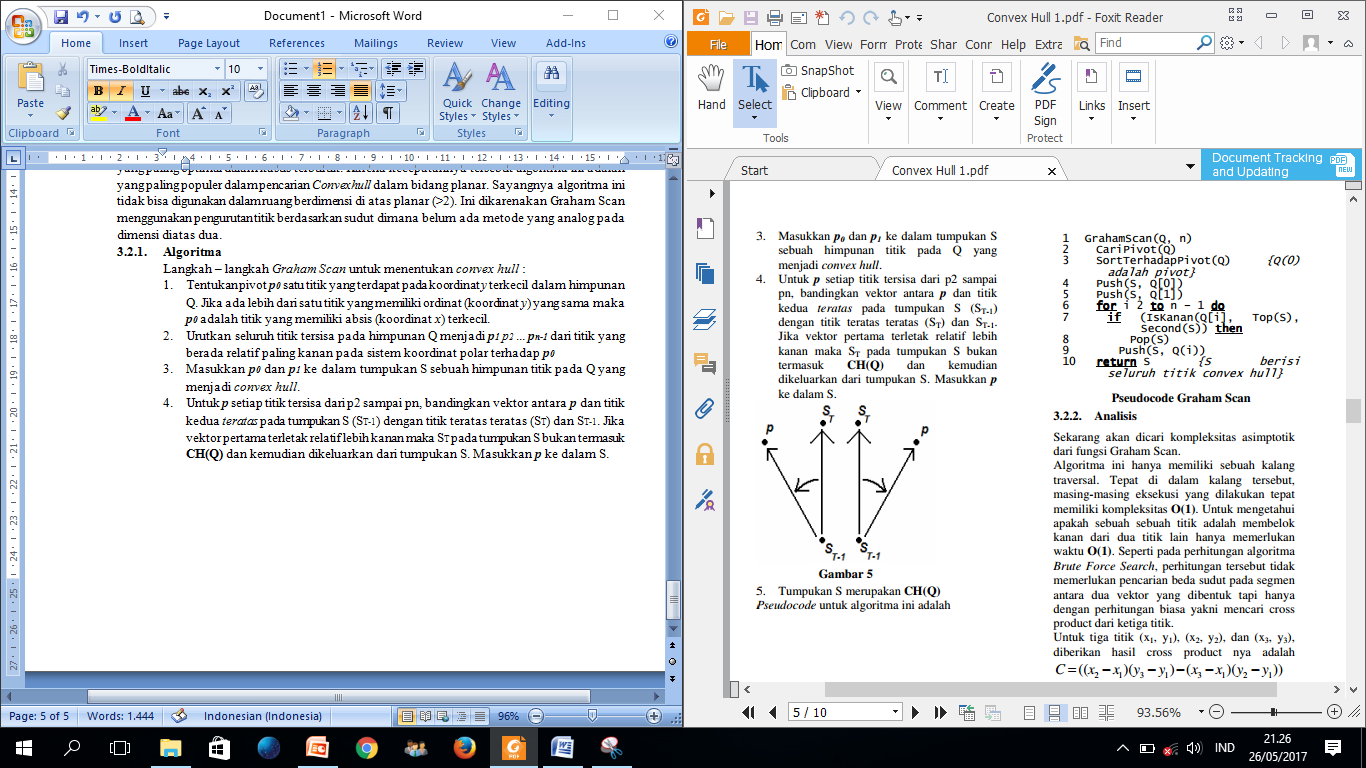 Document1 - Microsoft Word
Home Insert Page Layout References Mailings Review View Add-Ins
Times-BoldItalic 10
Paste
B I U abc x₂ x²
Aa A A
Quick Styles
Change Styles
Editing
Clipboard Font Paragraph Styles
yang paling populer dalam pencarian Convexhull dalam bidang planar. Sayangnya algoritma ini
tidak bisa digunakan dalam ruang berdimensi di atas planar (>2). Ini dikarenakan Graham Scan
menggunakan pengurutan titik berdasarkan sudut dimana belum ada metode yang analog pada
dimensi diatas dua.
3.2.1. Algoritma
Langkah – langkah Graham Scan untuk menentukan convex hull :
1. Tentukan pivot p0 satu titik yang terdapat pada koordinat y terkecil dalam himpunan
Q. Jika ada lebih dari satu titik yang memiliki ordinat (koordinat y) yang sama maka
p0 adalah titik yang memiliki absis (koordinat x) terkecil.
2. Urutkan seluruh titik tersisa pada himpunan Q menjadi p1 p2 ... pn-1 dari titik yang
berada relatif paling kanan pada sistem koordinat polar terhadap p0
3. Masukkan p0 dan p1 ke dalam tumpukan S sebuah himpunan titik pada Q yang
menjadi convex hull.
4. Untuk p setiap titik tersisa dari p2 sampai pn, bandingkan vektor antara p dan titik
kedua teratas pada tumpukan S (ST-1) dengan titik teratas teratas (ST) dan ST-1. Jika
vektor pertama terletak relatif lebih kanan maka ST pada tumpukan S bukan termasuk
CH(Q) dan kemudian dikeluarkan dari tumpukan S. Masukkan p ke dalam S.
Page: 5 of 5 Words: 1.444 Indonesian (Indonesia) 96%
Convex Hull 1.pdf - Foxit Reader
File Hom Com View Form Prote Shar Conr Help Extra Find
Hand
Select
SnapShot
Clipboard
View
Comment
Create
PDF Sign
Links
Insert
Tools Protect
Start Convex Hull 1.pdf
Document Tracking and Updating
3. Masukkan p0 dan p1 ke dalam tumpukan S
sebuah himpunan titik pada Q yang
menjadi convex hull.
4. Untuk p setiap titik tersisa dari p2 sampai
pn, bandingkan vektor antara p dan titik
kedua teratas pada tumpukan S (ST-1)
dengan titik teratas teratas (ST) dan ST-1.
Jika vektor pertama terletak relatif lebih
kanan maka ST pada tumpukan S bukan
termasuk CH(Q) dan kemudian
dikeluarkan dari tumpukan S. Masukkan p
ke dalam S.
p ST ST p
ST-1 ST-1
Gambar 5
5. Tumpukan S merupakan CH(Q)
Pseudocode untuk algoritma ini adalah
1 GrahamScan(Q, n)
2 CariPivot(Q)
3 SortTerhadapPivot(Q) {Q(0)
adalah pivot}
4 Push(S, Q[0])
5 Push(S, Q[1])
6 for i 2 to n – 1 do
7 if (IsKanan(Q[i], Top(S),
Second(S)) then
8 Pop(S)
9 Push(S, Q(i))
10 return S {S berisi
seluruh titik convex hull}
Pseudocode Graham Scan
3.2.2. Analisis
Sekarang akan dicari kompleksitas asimptotik
dari fungsi Graham Scan.
Algoritma ini hanya memiliki sebuah kalang
traversal. Tepat di dalam kalang tersebut,
masing-masing eksekusi yang dilakukan tepat
memiliki kompleksitas O(1). Untuk mengetahui
apakah sebuah sebuah titik adalah membelok
kanan dari dua titik lain hanya memerlukan
waktu O(1). Seperti pada perhitungan algoritma
Brute Force Search, perhitungan tersebut tidak
memerlukan pencarian beda sudut pada segmen
antara dua vektor yang dibentuk tapi hanya
dengan perhitungan biasa yakni mencari cross
product dari ketiga titik.
Untuk tiga titik (x₁, y₁), (x₂, y₂), dan (x₃, y₃),
diberikan hasil cross product nya adalah
C = ((x₂ − x₁)(y₃ − y₁) − (x₃ − x₁)(y₂ − y₁))
5 / 10 93.56%
IND
21.26
26/05/2017